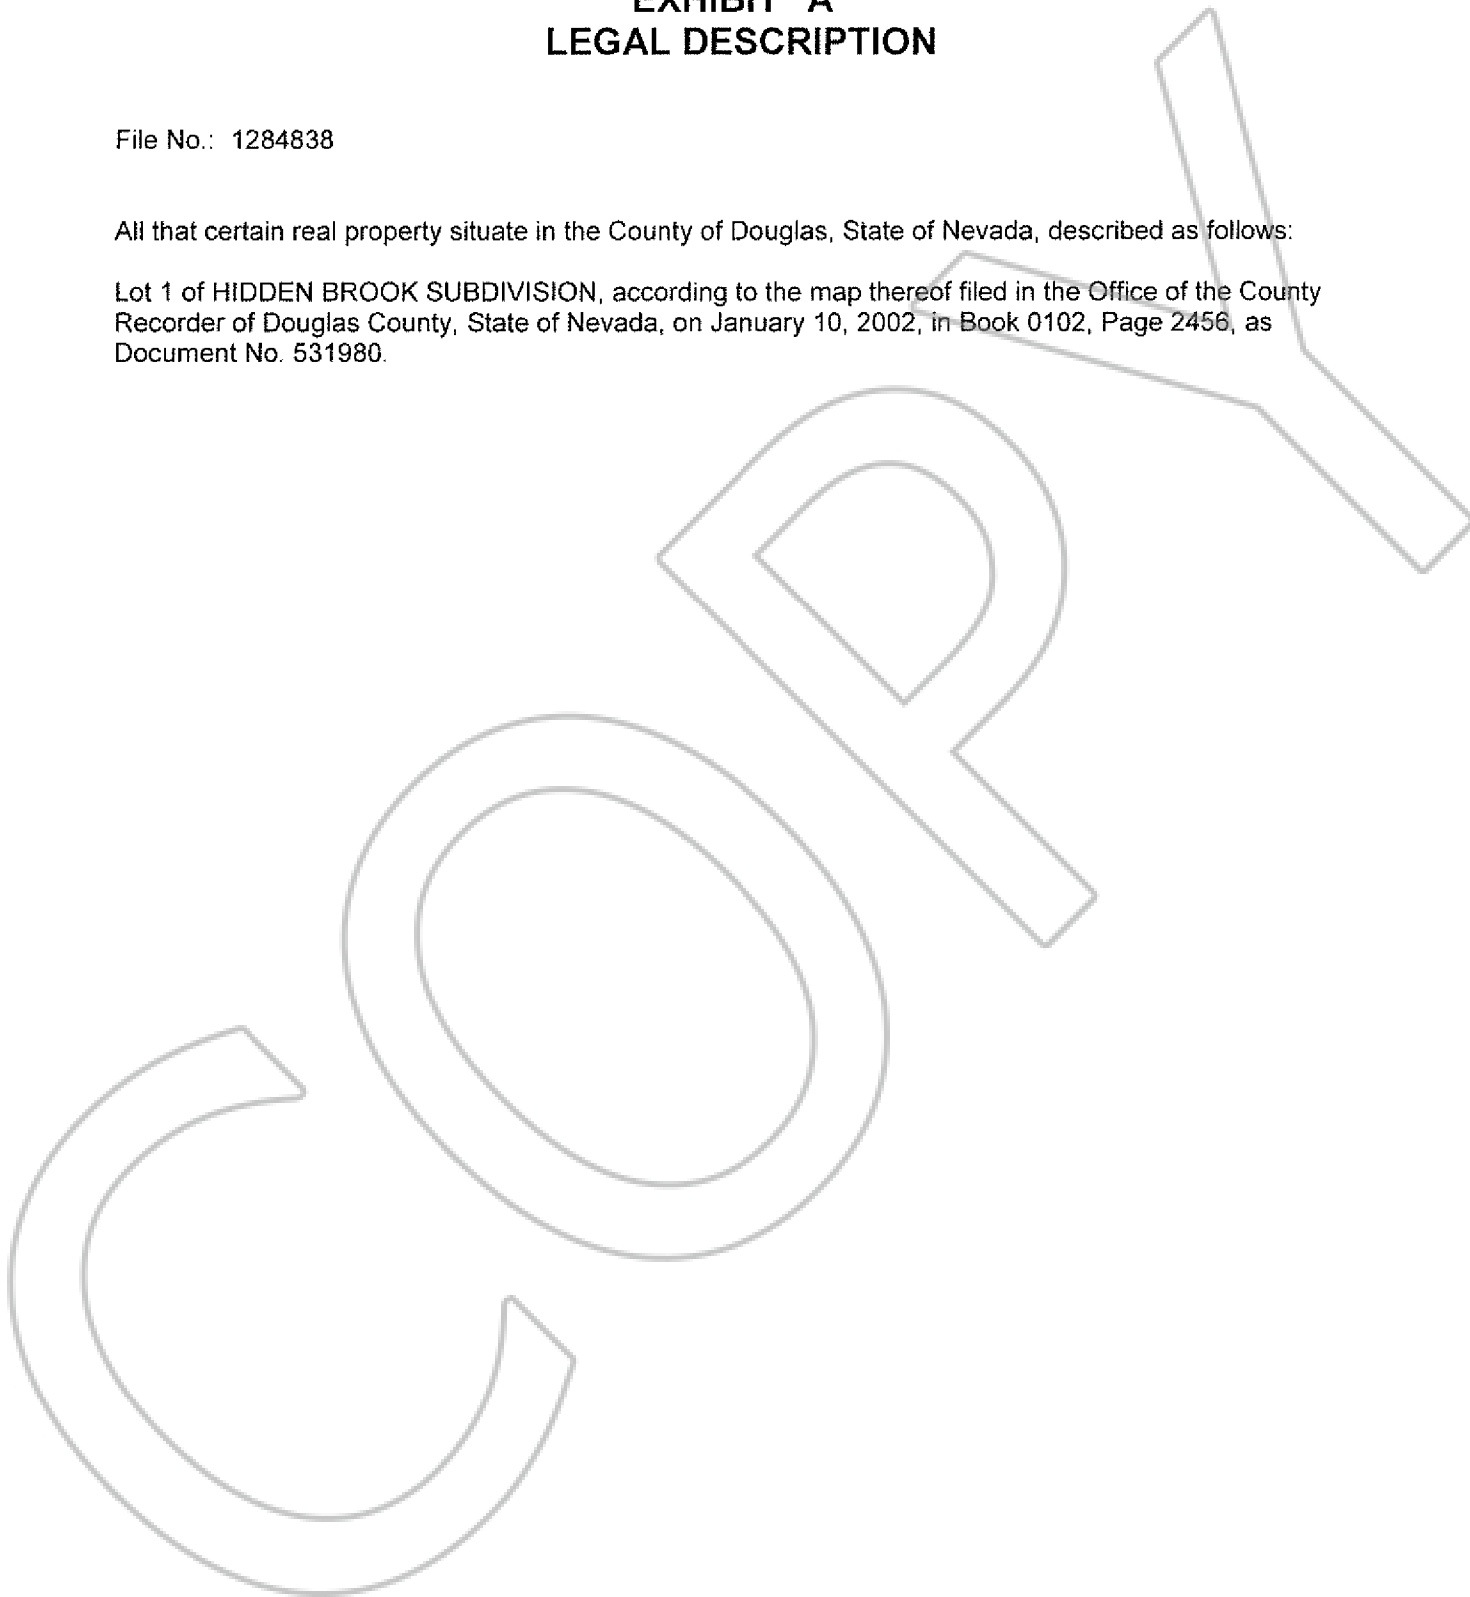 EXHIBIT "A"
LEGAL DESCRIPTION
File No.: 1284838
All that certain real property situate in the County of Douglas, State of Nevada, described as follows:
Lot 1 of HIDDEN BROOK SUBDIVISION, according to the map thereof filed in the Office of the County
Recorder of Douglas County, State of Nevada, on January 10, 2002, in Book 0102, Page 2456, as
Document No. 531980.
COPY